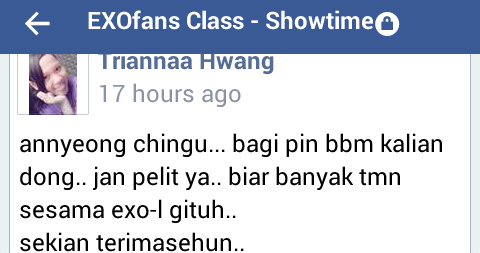 EXOfans Class - Showtime
Triannaa Hwang
17 hours ago
annyeong chingu... bagi pin bbm kalian
dong.. jan pelit ya.. biar banyak tmn
sesama exo-l gituh..
sekian terimasehun..